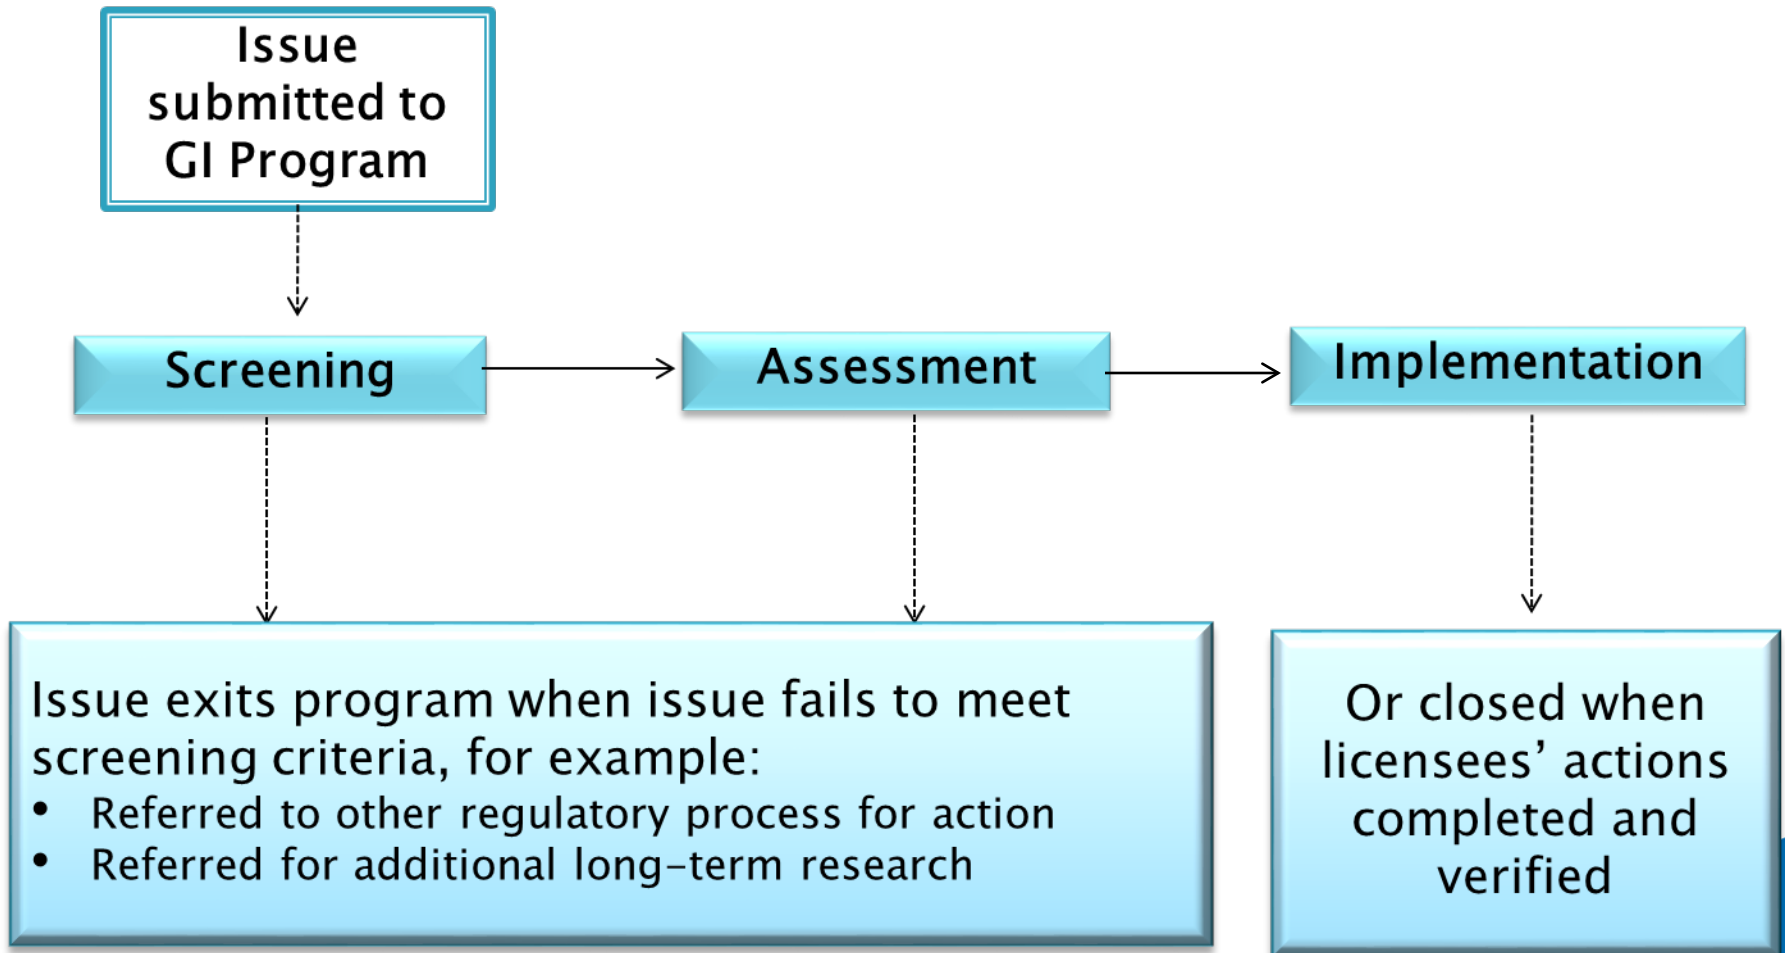 Issue
submitted to
GI Program
Screening
Assessment
Implementation
Issue exits program when issue fails to meet
screening criteria, for example:
• Referred to other regulatory process for action
• Referred for additional long-term research
Or closed when
licensees’ actions
completed and
verified